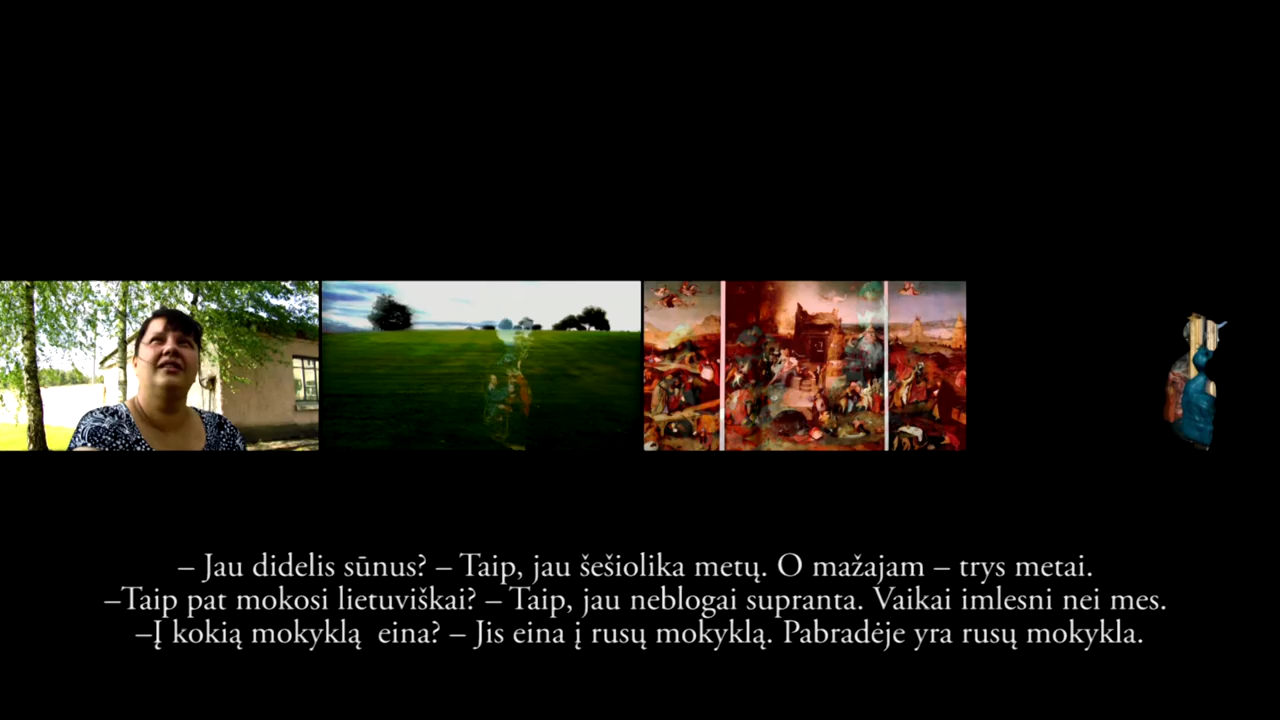 – Jau didelis sūnus? – Taip, jau šešiolika metų. O mažajam – trys metai.
–Taip pat mokosi lietuviškai? – Taip, jau neblogai supranta. Vaikai imlesni nei mes.
–Į kokią mokyklą  eina? – Jis eina į rusų mokyklą. Pabradėje yra rusų mokykla.